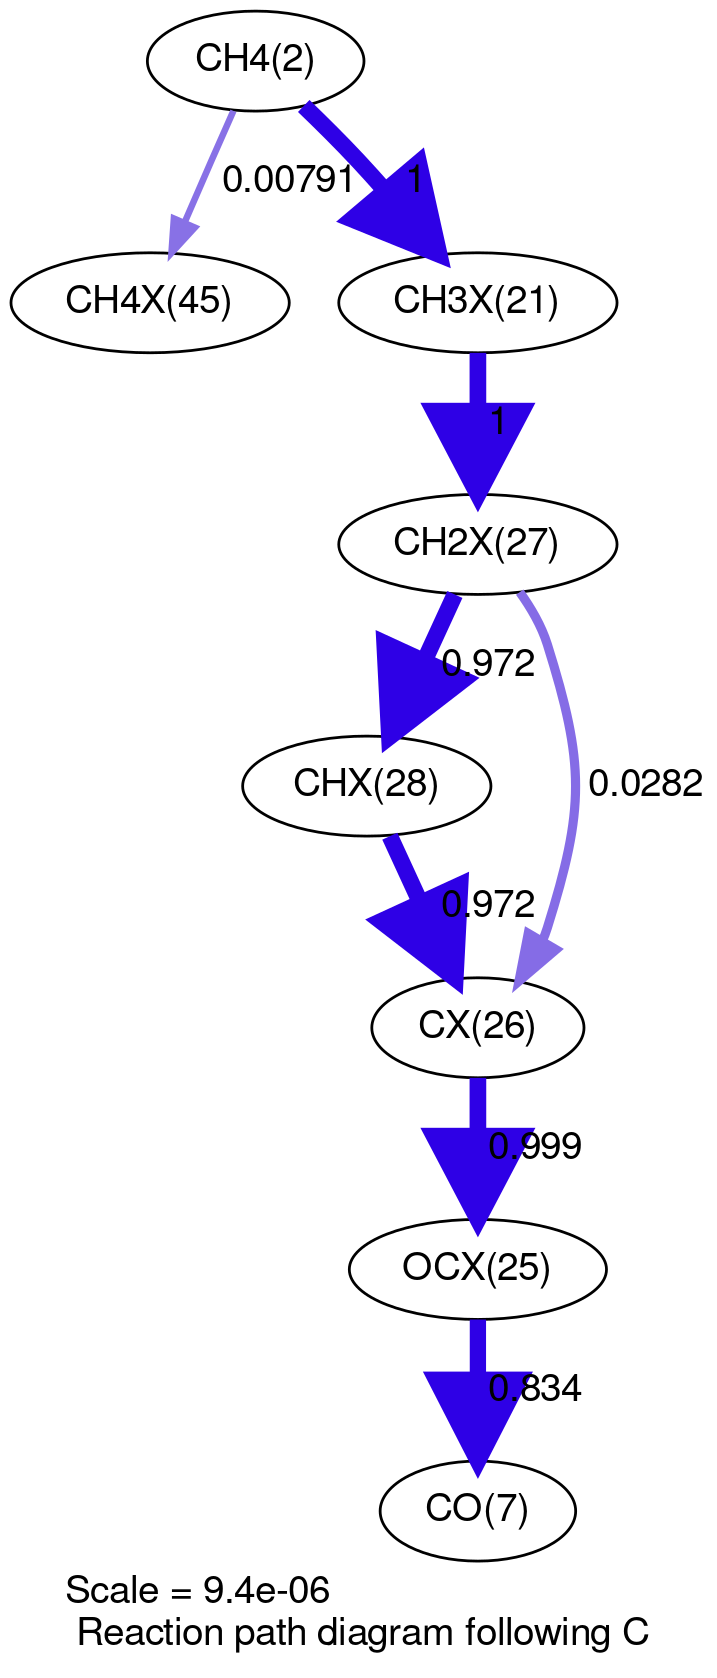 CH4(2)
0.00791
1
CH4X(45)
CH3X(21)
1
CH2X(27)
0.972
0.0282
CHX(28)
0.972
CX(26)
0.999
OCX(25)
0.834
CO(7)
Scale = 9.4e-06
Reaction path diagram following C